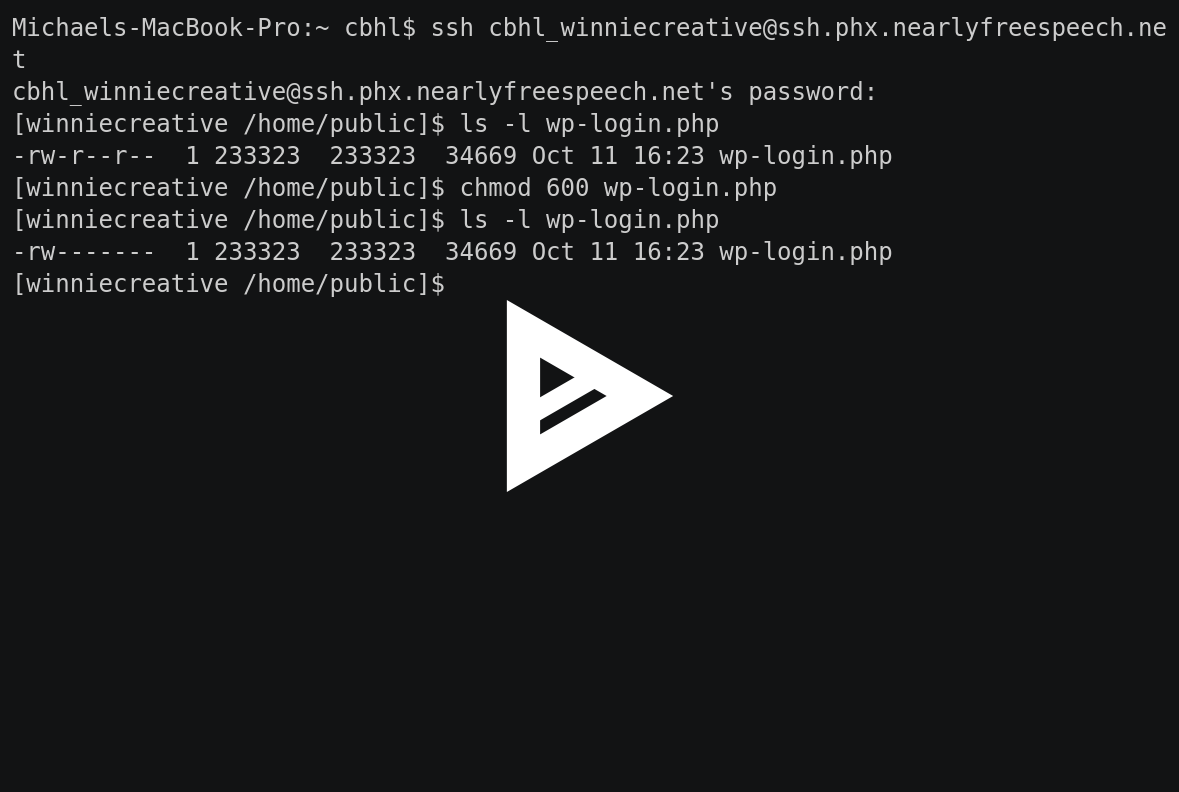 Michaels-MacBook-Pro:~ cbhl$ ssh cbhl_winniecreative@ssh.phx.nearlyfreespeech.ne
t
cbhl_winniecreative@ssh.phx.nearlyfreespeech.net's password:
[winniecreative /home/public]$ ls -l wp-login.php
-rw-r--r--  1 233323  233323  34669 Oct 11 16:23 wp-login.php
[winniecreative /home/public]$ chmod 600 wp-login.php
[winniecreative /home/public]$ ls -l wp-login.php
-rw-------  1 233323  233323  34669 Oct 11 16:23 wp-login.php
[winniecreative /home/public]$